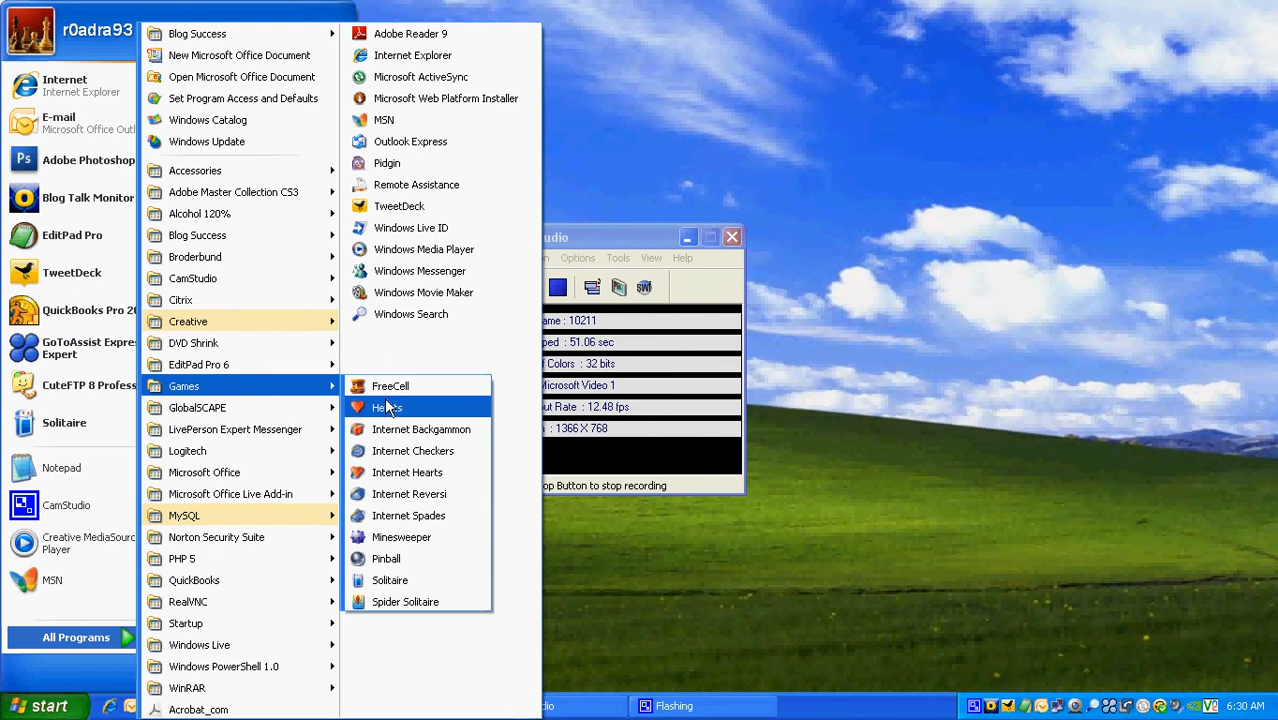 r0adra93
Internet
Internet Explorer
E-mail
Microsoft Office Outl
Adobe Photoshop
Blog Talk Monitor
EditPad Pro
TweetDeck
QuickBooks Pro 20
GoToAssist Expres
Expert
CuteFTP 8 Profess
Solitaire
Notepad
CamStudio
Creative MediaSour
Player
MSN
All Programs
start
Blog Success
New Microsoft Office Document
Open Microsoft Office Document
Set Program Access and Defaults
Windows Catalog
Windows Update
Accessories
Adobe Master Collection CS3
Alcohol 120%
Blog Success
Broderbund
CamStudio
Citrix
Creative
DVD Shrink
EditPad Pro 6
Games
GlobalSCAPE
LivePerson Expert Messenger
Logitech
Microsoft Office
Microsoft Office Live Add-in
MySQL
Norton Security Suite
PHP 5
QuickBooks
RealVNC
Startup
Windows Live
Windows PowerShell 1.0
WinRAR
Acrobat_com
Adobe Reader 9
Internet Explorer
Microsoft ActiveSync
Microsoft Web Platform Installer
MSN
Outlook Express
Pidgin
Remote Assistance
TweetDeck
Windows Live ID
Windows Media Player
Windows Messenger
Windows Movie Maker
Windows Search
FreeCell
Hearts
Internet Backgammon
Internet Checkers
Internet Hearts
Internet Reversi
Internet Spades
Minesweeper
Pinball
Solitaire
Spider Solitaire
udio
n Options Tools View Help
SWF
ame : 10211
ped : 51.06 sec
f Colors : 32 bits
Microsoft Video 1
out Rate : 12.48 fps
: 1366 X 768
op Button to stop recording
dio
Flashing
6:30 AM